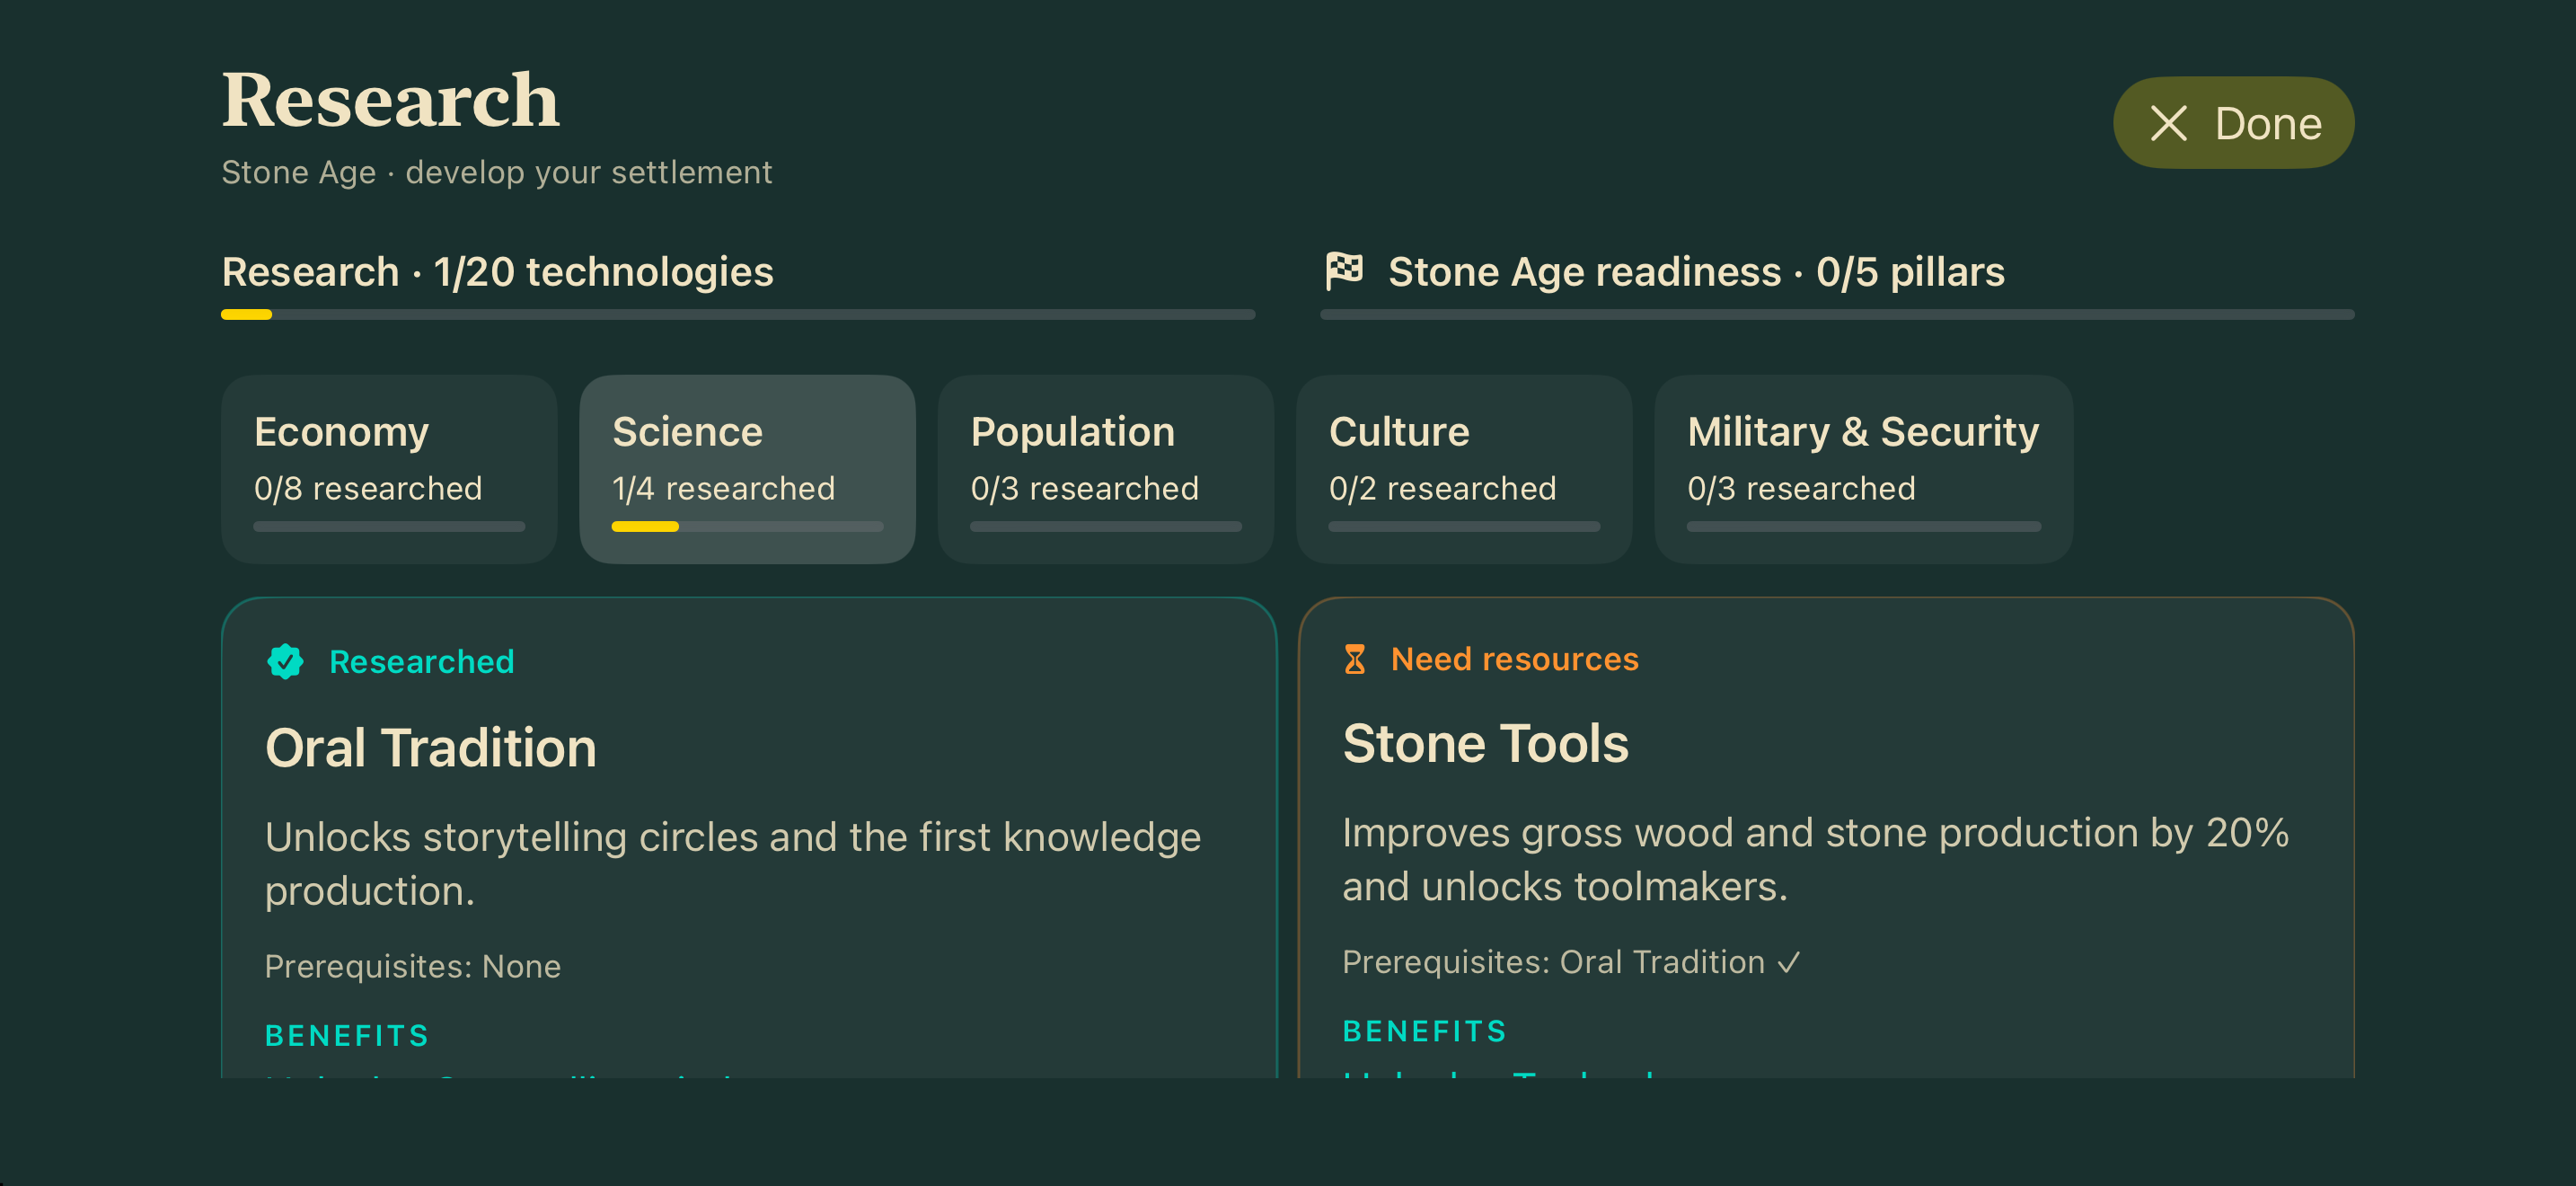 Research
Stone Age · develop your settlement
Done
Research · 1/20 technologies
Stone Age readiness · 0/5 pillars
Economy
0/8 researched
Science
1/4 researched
Population
0/3 researched
Culture
0/2 researched
Military & Security
0/3 researched
Researched
Oral Tradition
Unlocks storytelling circles and the first knowledge
production.
Prerequisites: None
BENEFITS
Need resources
Stone Tools
Improves gross wood and stone production by 20%
and unlocks toolmakers.
Prerequisites: Oral Tradition ✓
BENEFITS